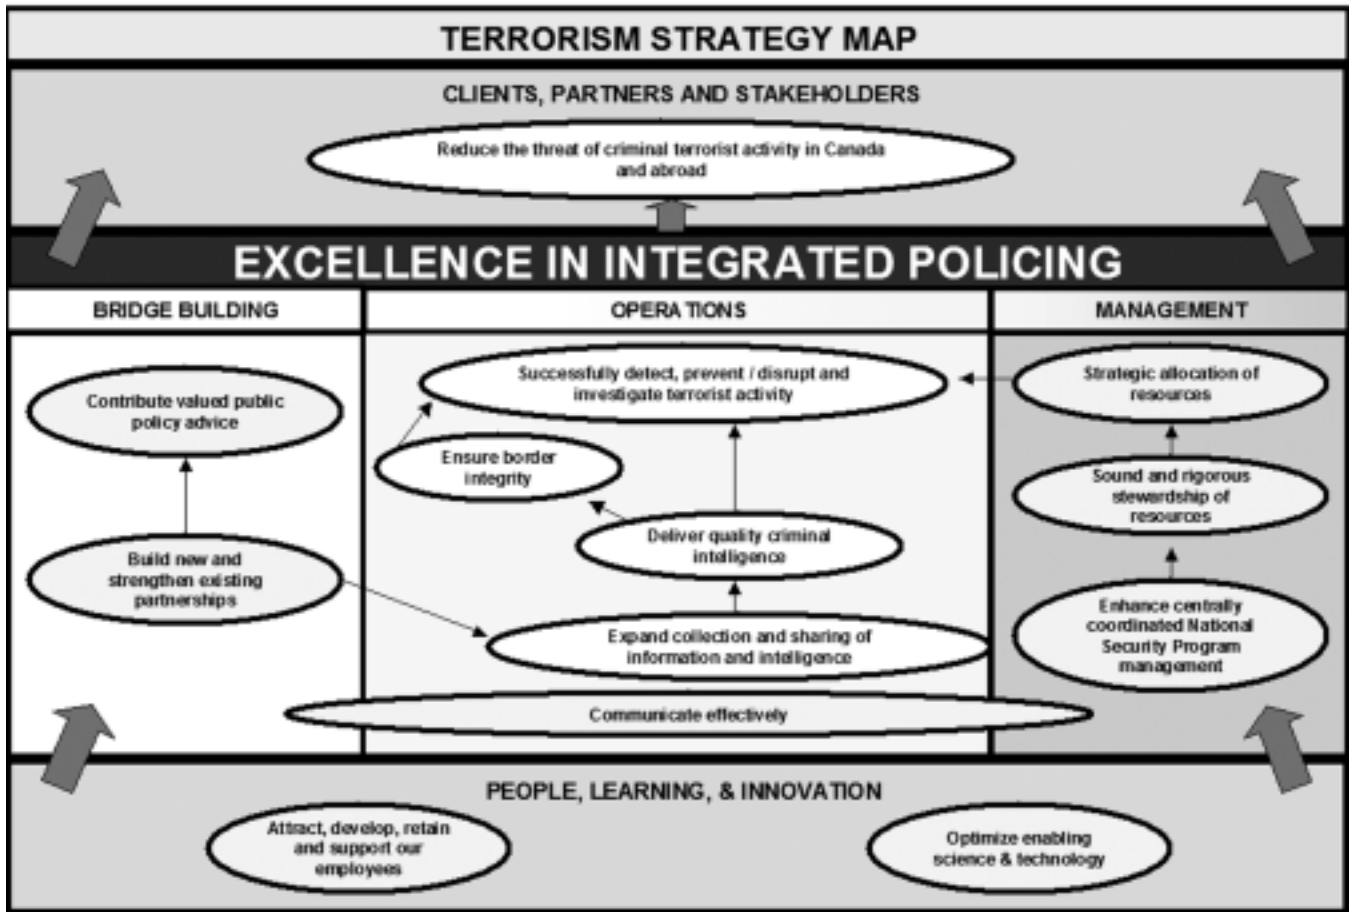 TERRORISM STRATEGY MAP
CLIENTS, PARTNERS AND STAKEHOLDERS
Reduce the threat of criminal terrorist activity in Canada
and abroad
EXCELLENCE IN INTEGRATED POLICING
BRIDGE BUILDING
OPERATIONS
MANAGEMENT
Contribute valued public
policy advice
Build new and
strengthen existing
partnerships
Successfully detect, prevent / disrupt and
investigate terrorist activity
Ensure border
integrity
Deliver quality criminal
intelligence
Expand collection and sharing of
information and intelligence
Strategic allocation of
resources
Sound and rigorous
stewardship of
resources
Enhance centrally
coordinated National
Security Program
management
Communicate effectively
PEOPLE, LEARNING, & INNOVATION
Attract, develop, retain
and support our
employees
Optimize enabling
science & technology